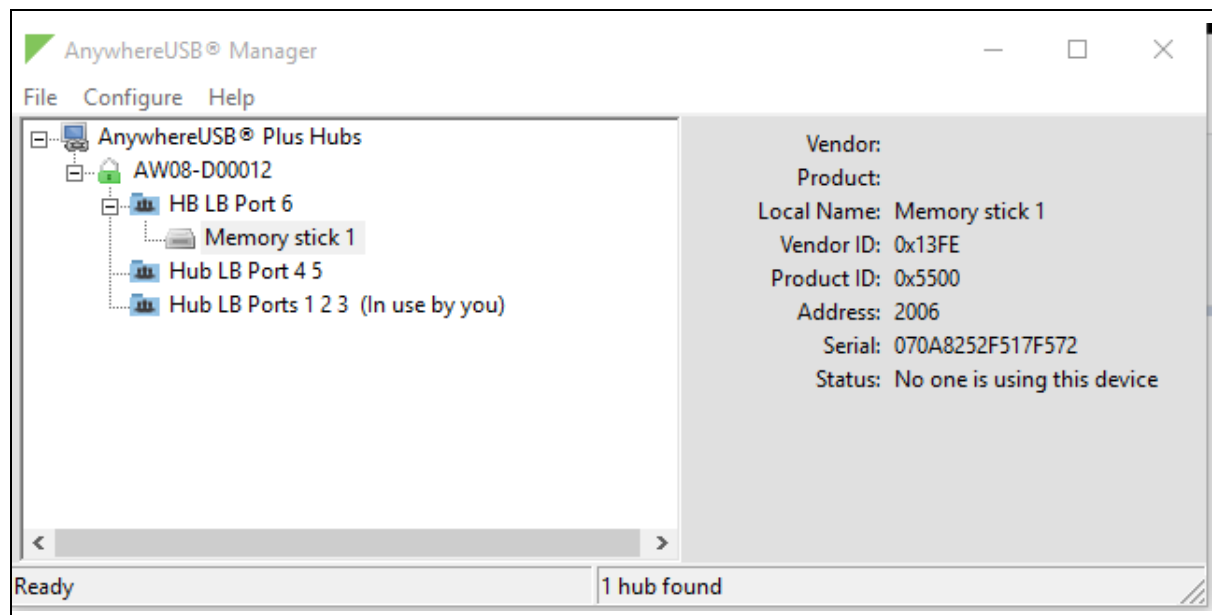 AnywhereUSB® Manager
File Configure Help
AnywhereUSB® Plus Hubs
AW08-D00012
HB LB Port 6
Memory stick 1
Hub LB Port 4 5
Hub LB Ports 1 2 3 (In use by you)
Vendor:
Product:
Local Name: Memory stick 1
Vendor ID: 0x13FE
Product ID: 0x5500
Address: 2006
Serial: 070A8252F517F572
Status: No one is using this device
Ready
1 hub found